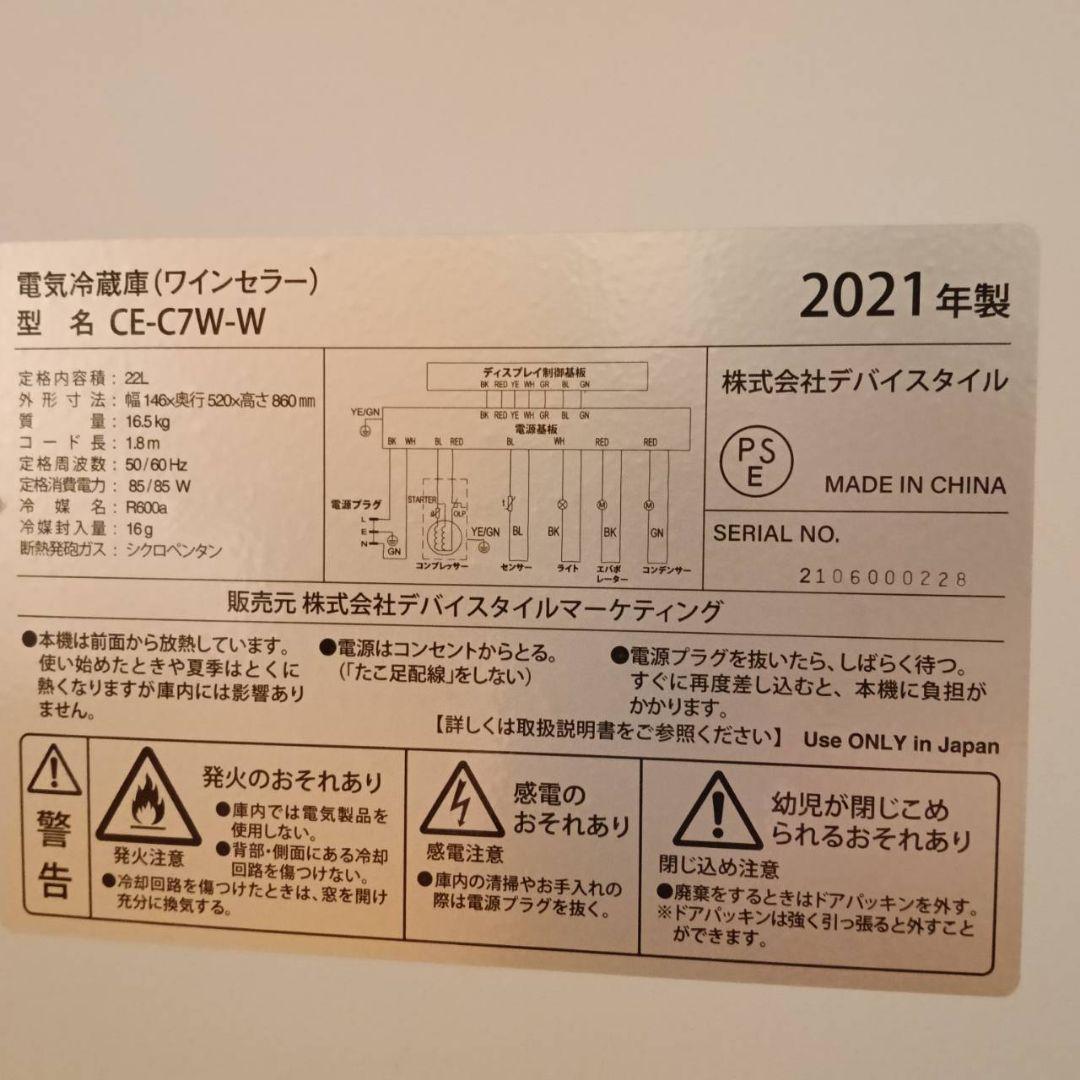 電気冷蔵庫(ワインセラー)
型 名 CE-C7W-W
2021年製
定格内容積：22L
外形寸法：幅146×奥行520×高さ860mm
質量：16.5kg
コード長：1.8m
定格周波数：50/60Hz
定格消費電力：85/85 W
冷媒名：R600a
冷媒封入量：16g
断熱発砲ガス：シクロペンタン
ディスプレイ制御基板
BK RED YE WH GR BL GN
BK RED YE WH GR BL GN
電源基板
YE/GN
BK WH BL RED BL WH RED RED
電源プラグ
L
E
N
GN
STARTER
OLP
YE/GN
BL BK BK GN
コンプレッサー
センサー
ライト
エバポレーター
コンデンサー
株式会社デバイスタイル
PSE
MADE IN CHINA
SERIAL NO.
2106000228
販売元 株式会社デバイスタイルマーケティング
●本機は前面から放熱しています。
使い始めたときや夏季はとくに
熱くなりますが庫内には影響あり
ません。
●電源はコンセントからとる。
(「たこ足配線」をしない)
●電源プラグを抜いたら、しばらく待つ。
すぐに再度差し込むと、本機に負担が
かかります。
【詳しくは取扱説明書をご参照ください】 Use ONLY in Japan
警告
発火注意
発火のおそれあり
●庫内では電気製品を
使用しない。
●背部・側面にある冷却
回路を傷つけない。
●冷却回路を傷つけたときは、窓を開け
充分に換気する。
感電のおそれあり
感電注意
●庫内の清掃やお手入れの
際は電源プラグを抜く。
幼児が閉じこめ
られるおそれあり
閉じ込め注意
●廃棄をするときはドアパッキンを外す。
※ドアパッキンは強く引っ張ると外すこと
ができます。